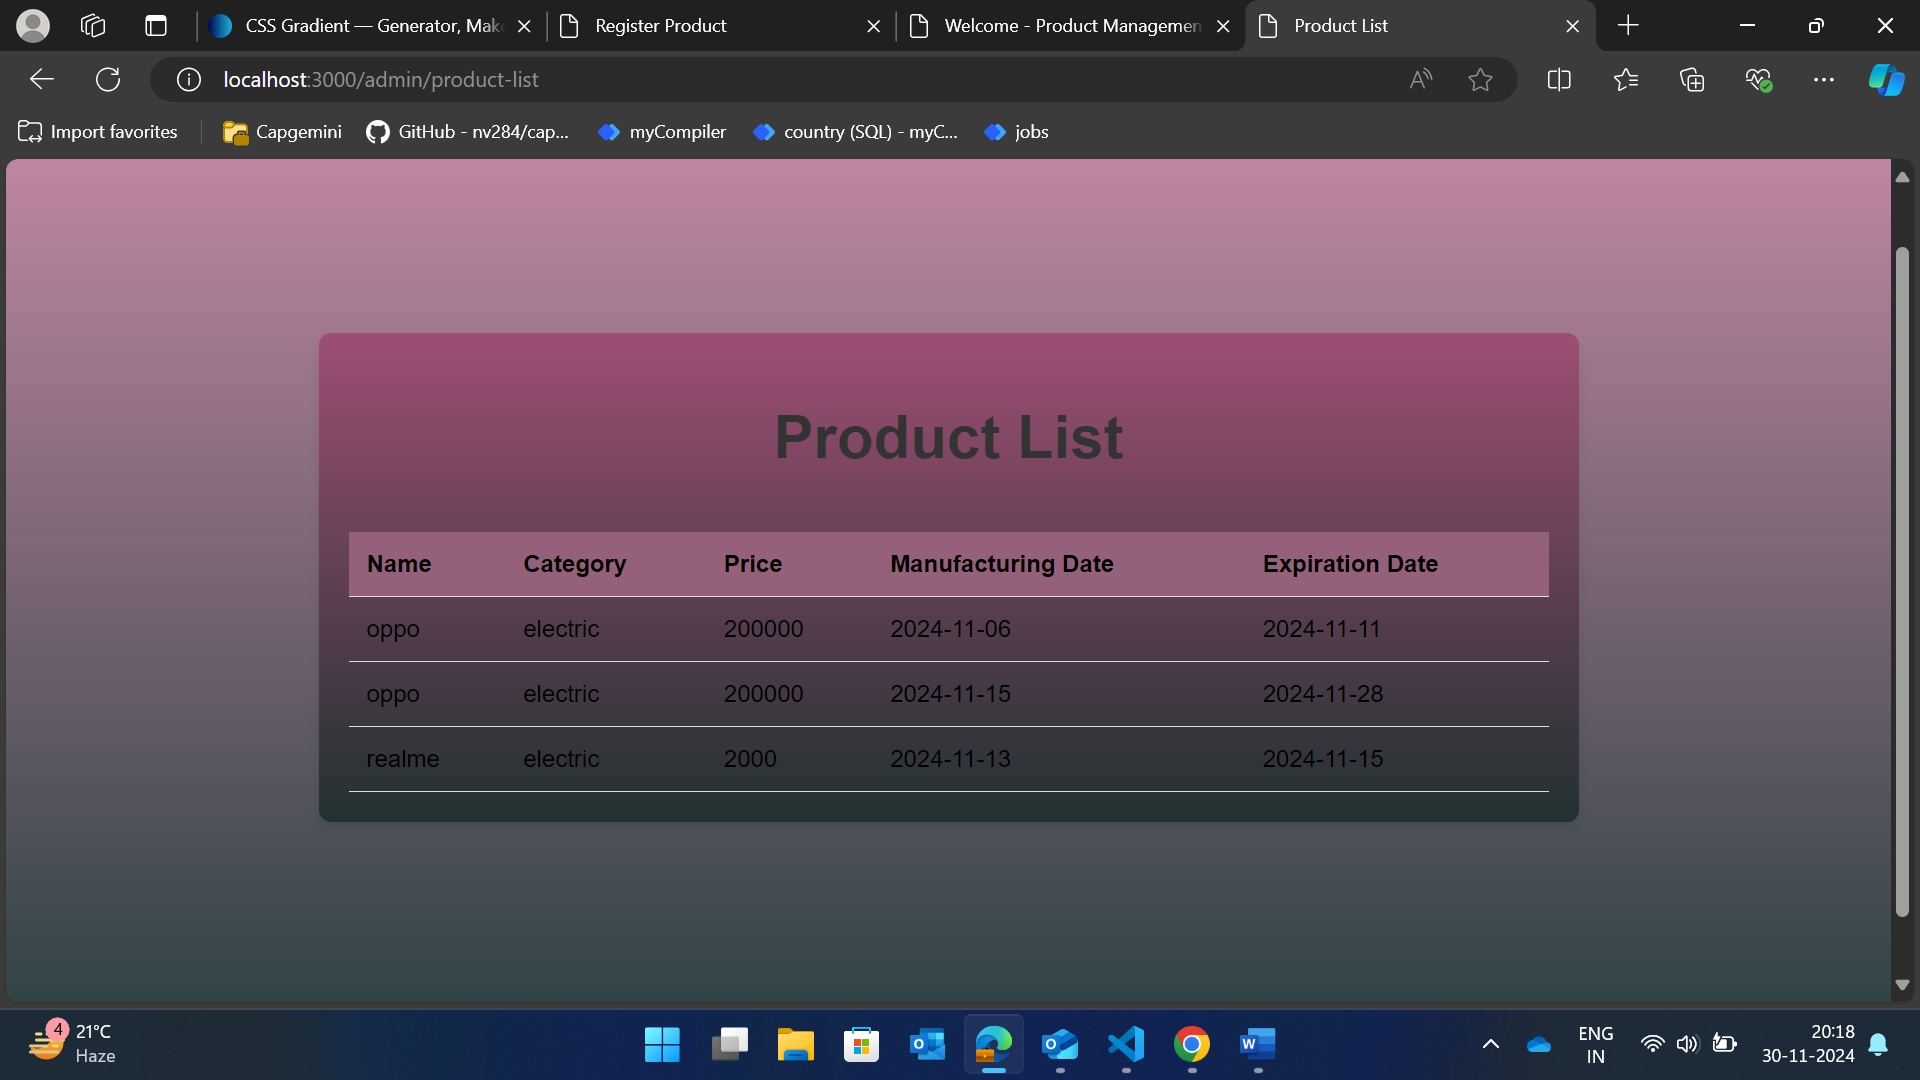 CSS Gradient — Generator, Mak
Register Product
Welcome - Product Managemen
Product List
localhost:3000/admin/product-list
Import favorites
Capgemini
GitHub - nv284/cap...
myCompiler
country (SQL) - myC...
jobs
Product List
Name Category Price Manufacturing Date Expiration Date
oppo electric 200000 2024-11-06 2024-11-11
oppo electric 200000 2024-11-15 2024-11-28
realme electric 2000 2024-11-13 2024-11-15
4
21°C
Haze
ENG
IN
20:18
30-11-2024